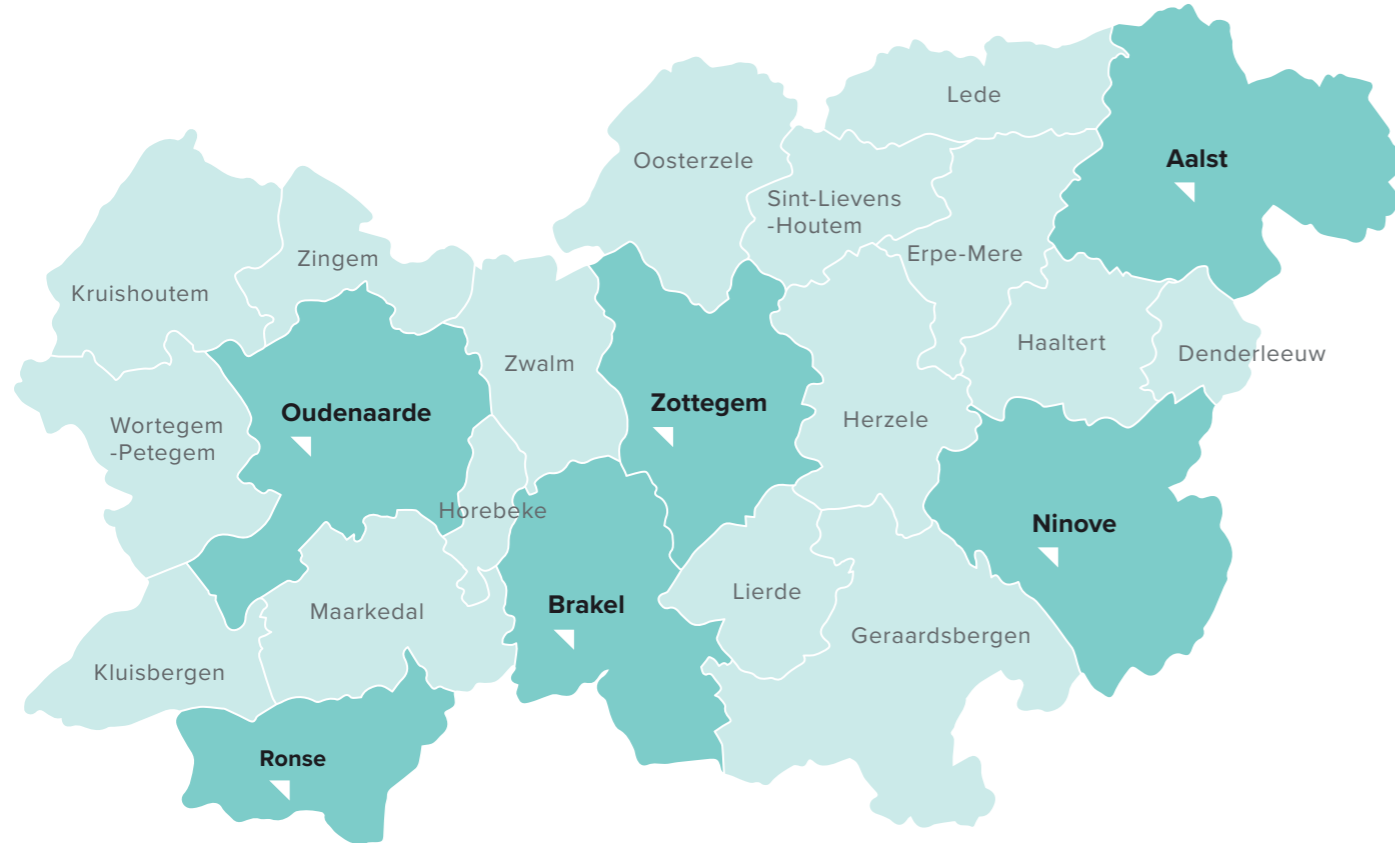 Lede
Aalst
Oosterzele
Sint-Lievens
-Houtem
Erpe-Mere
Zingem
Kruishoutem
Haaltert
Denderleeuw
Zwalm
Zottegem
Oudenaarde
Herzele
Wortegem
-Petegem
Horebeke
Ninove
Lierde
Brakel
Maarkedal
Geraardsbergen
Kluisbergen
Ronse